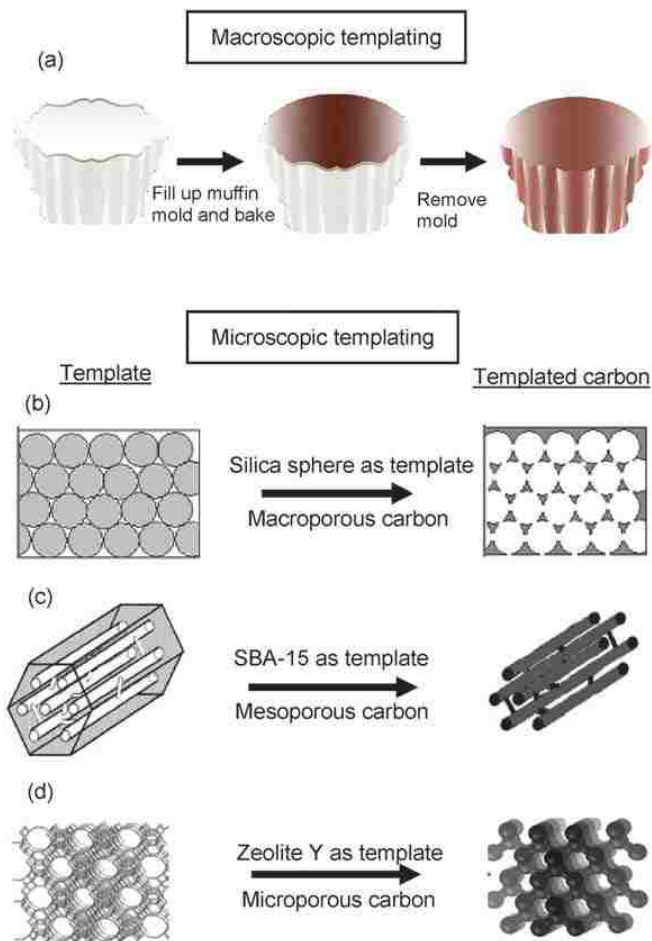 Macroscopic templating
(a)
Fill up muffin
mold and bake
Remove
mold
Microscopic templating
Template
Templated carbon
(b)
Silica sphere as template
Macroporous carbon
(c)
SBA-15 as template
Mesoporous carbon
(d)
Zeolite Y as template
Microporous carbon